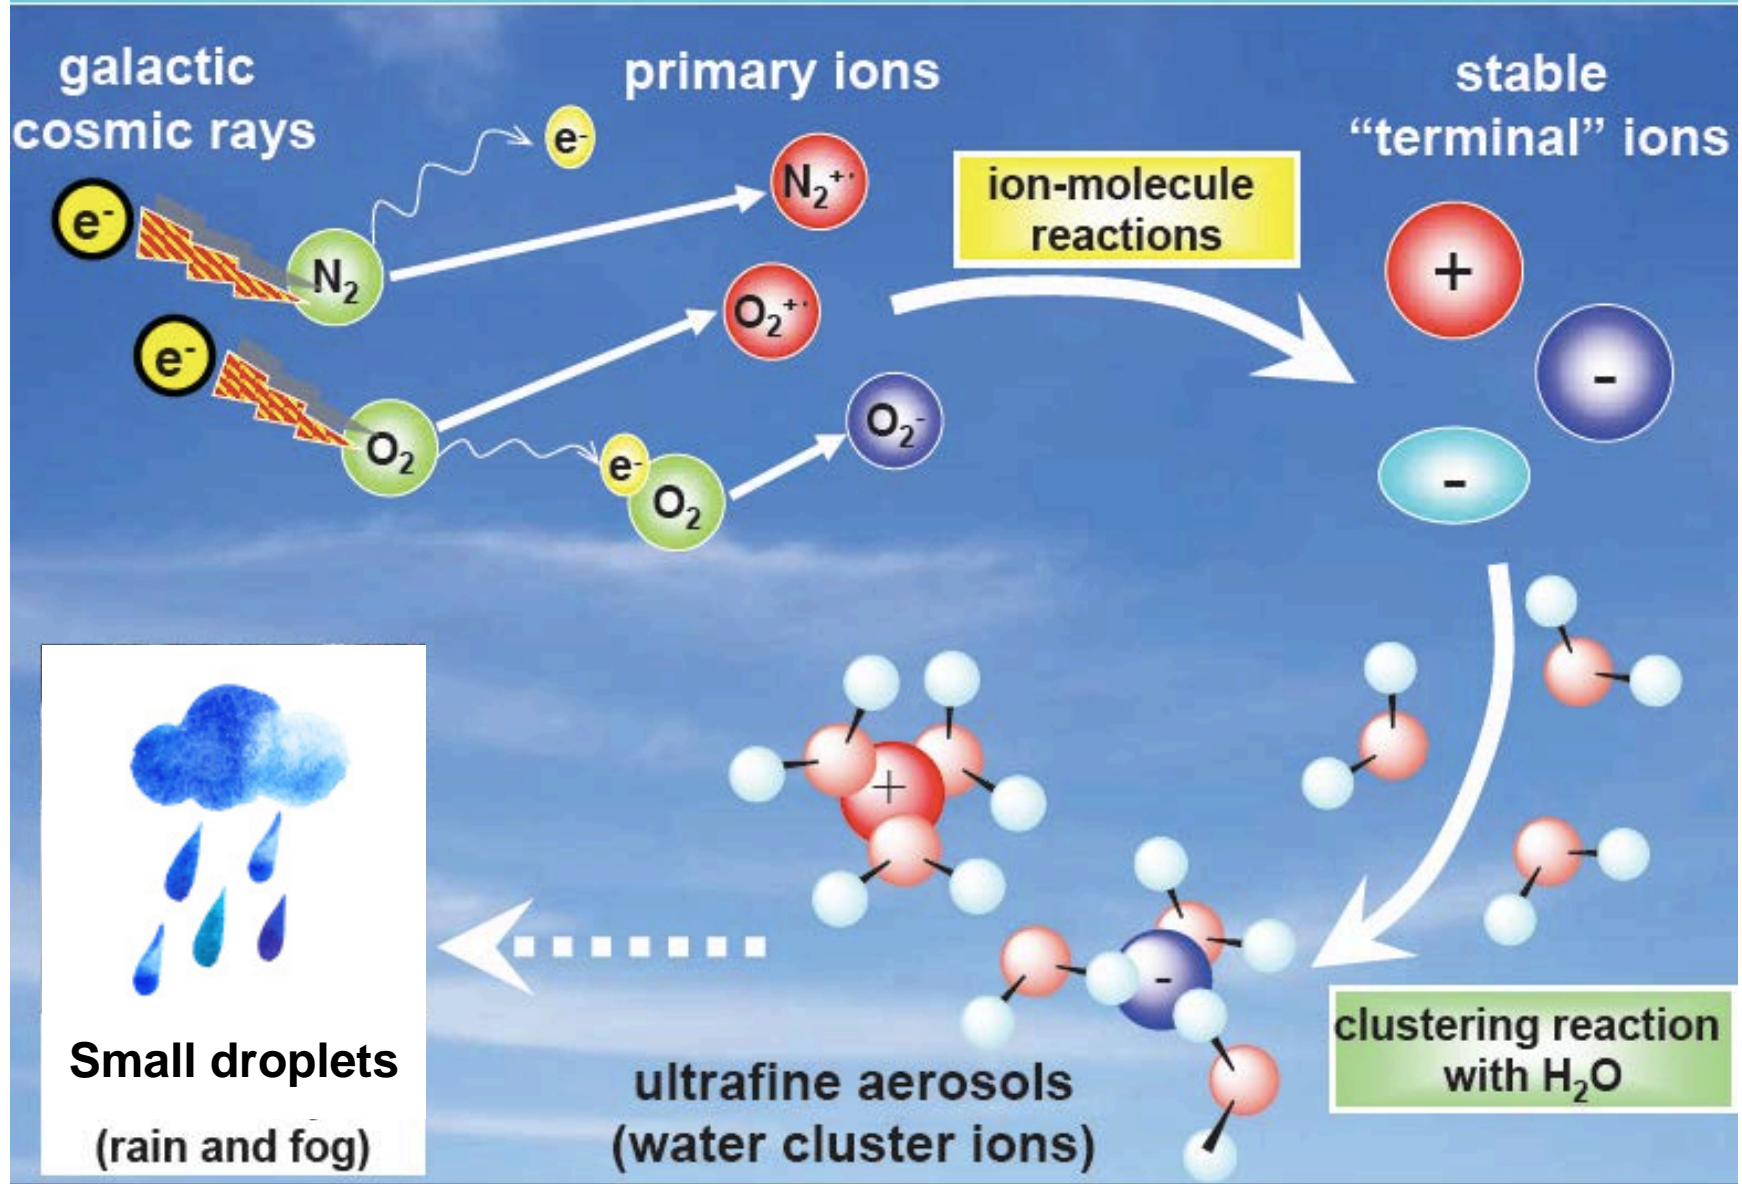 galactic
cosmic rays
primary ions
stable
“terminal” ions
e-
e-
N₂⁺·
ion-molecule
reactions
e-
N₂
+
O₂⁺·
e-
O₂
-
O₂-
e-
O₂
-
+
-
Small droplets
(rain and fog)
ultrafine aerosols
(water cluster ions)
clustering reaction
with H₂O